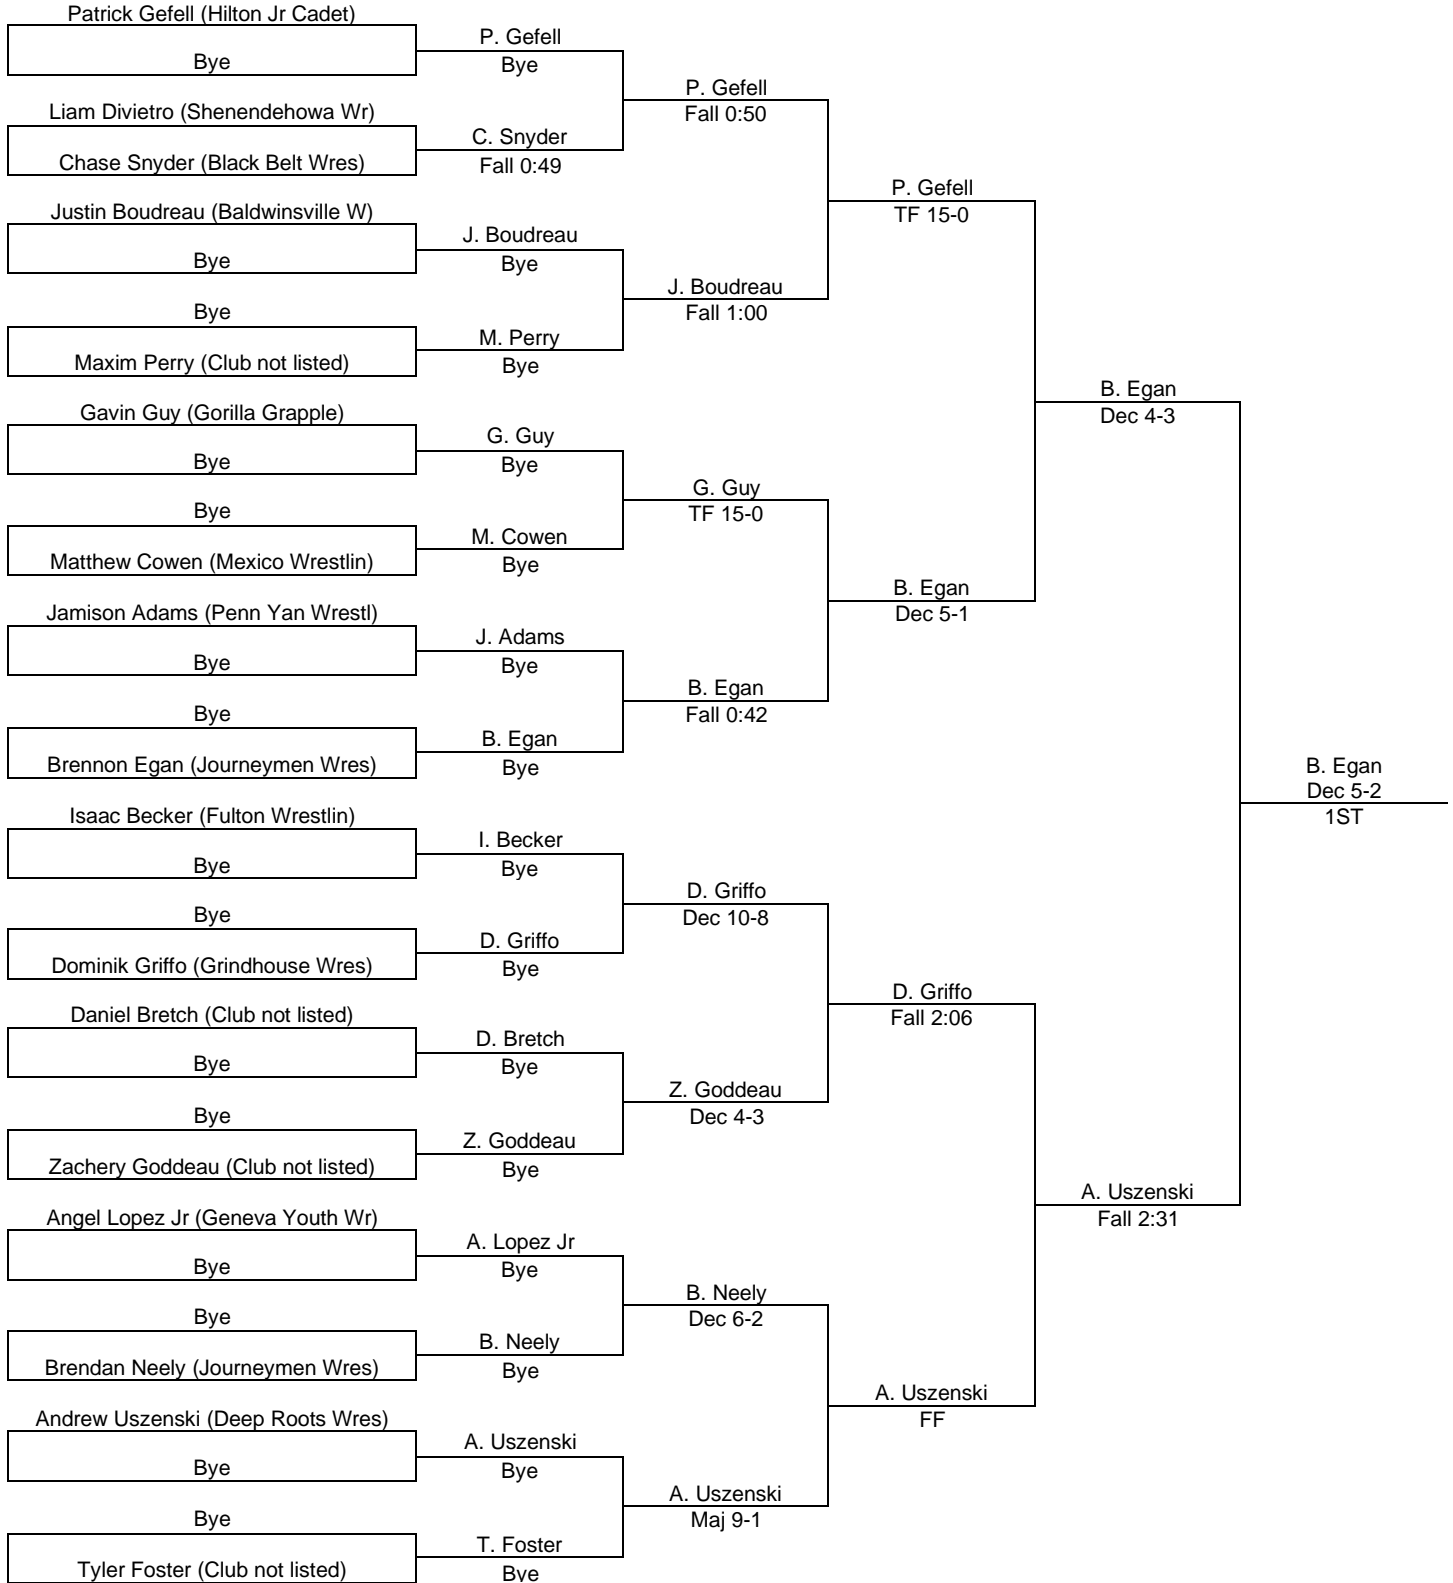 Patrick Gefell (Hilton Jr Cadet)
Bye
Liam Divietro (Shenendehowa Wr)
Chase Snyder (Black Belt Wres)
Justin Boudreau (Baldwinsville W)
Bye
Bye
Maxim Perry (Club not listed)
Gavin Guy (Gorilla Grapple)
Bye
Bye
Matthew Cowen (Mexico Wrestlin)
Jamison Adams (Penn Yan Wrestl)
Bye
Bye
Brennon Egan (Journeymen Wres)
Isaac Becker (Fulton Wrestlin)
Bye
Bye
Dominik Griffo (Grindhouse Wres)
Daniel Bretch (Club not listed)
Bye
Bye
Zachery Goddeau (Club not listed)
Angel Lopez Jr (Geneva Youth Wr)
Bye
Bye
Brendan Neely (Journeymen Wres)
Andrew Uszenski (Deep Roots Wres)
Bye
Bye
Tyler Foster (Club not listed)
P. Gefell
Bye
C. Snyder
Fall 0:49
J. Boudreau
Bye
M. Perry
Bye
G. Guy
Bye
M. Cowen
Bye
J. Adams
Bye
B. Egan
Bye
I. Becker
Bye
D. Griffo
Bye
D. Bretch
Bye
Z. Goddeau
Bye
A. Lopez Jr
Bye
B. Neely
Bye
A. Uszenski
Bye
T. Foster
Bye
P. Gefell
Fall 0:50
J. Boudreau
Fall 1:00
G. Guy
TF 15-0
B. Egan
Fall 0:42
D. Griffo
Dec 10-8
Z. Goddeau
Dec 4-3
B. Neely
Dec 6-2
A. Uszenski
Maj 9-1
P. Gefell
TF 15-0
B. Egan
Dec 5-1
D. Griffo
Fall 2:06
A. Uszenski
FF
B. Egan
Dec 4-3
A. Uszenski
Fall 2:31
B. Egan
Dec 5-2
1ST